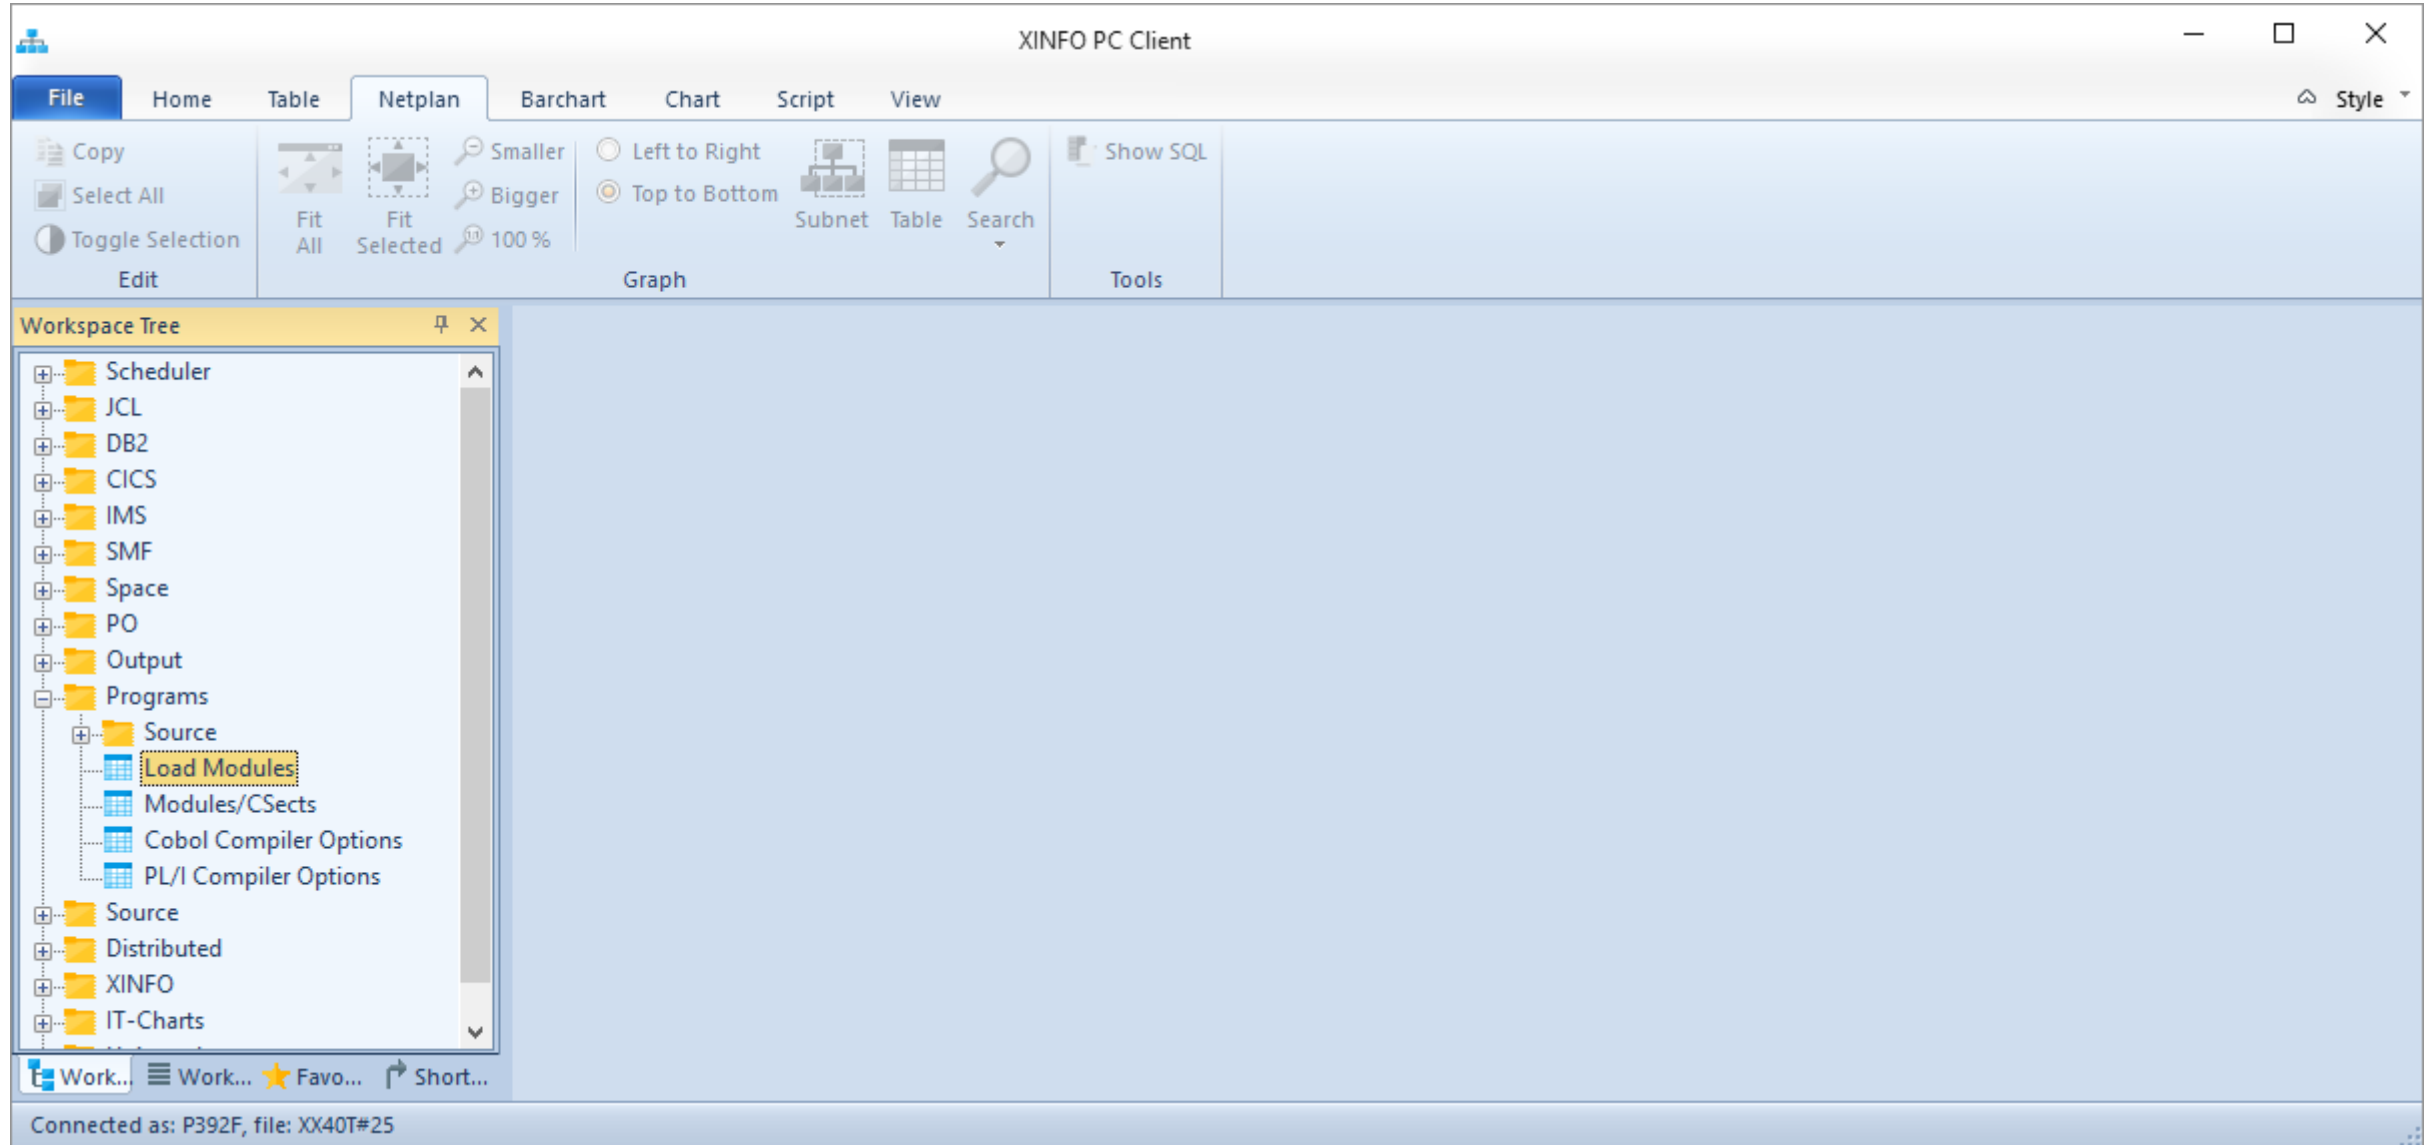 XINFO PC Client
File Home Table Netplan Barchart Chart Script View Style
Copy
Select All
Toggle Selection
Edit
Fit All
Fit Selected
Smaller
Bigger
1:1 100 %
Left to Right
Top to Bottom
Subnet
Table
Search
Graph
Show SQL
Tools
Workspace Tree
Scheduler
JCL
DB2
CICS
IMS
SMF
Space
PO
Output
Programs
Source
Load Modules
Modules/CSects
Cobol Compiler Options
PL/I Compiler Options
Source
Distributed
XINFO
IT-Charts
Work... Work... Favo... Short...
Connected as: P392F, file: XX40T#25